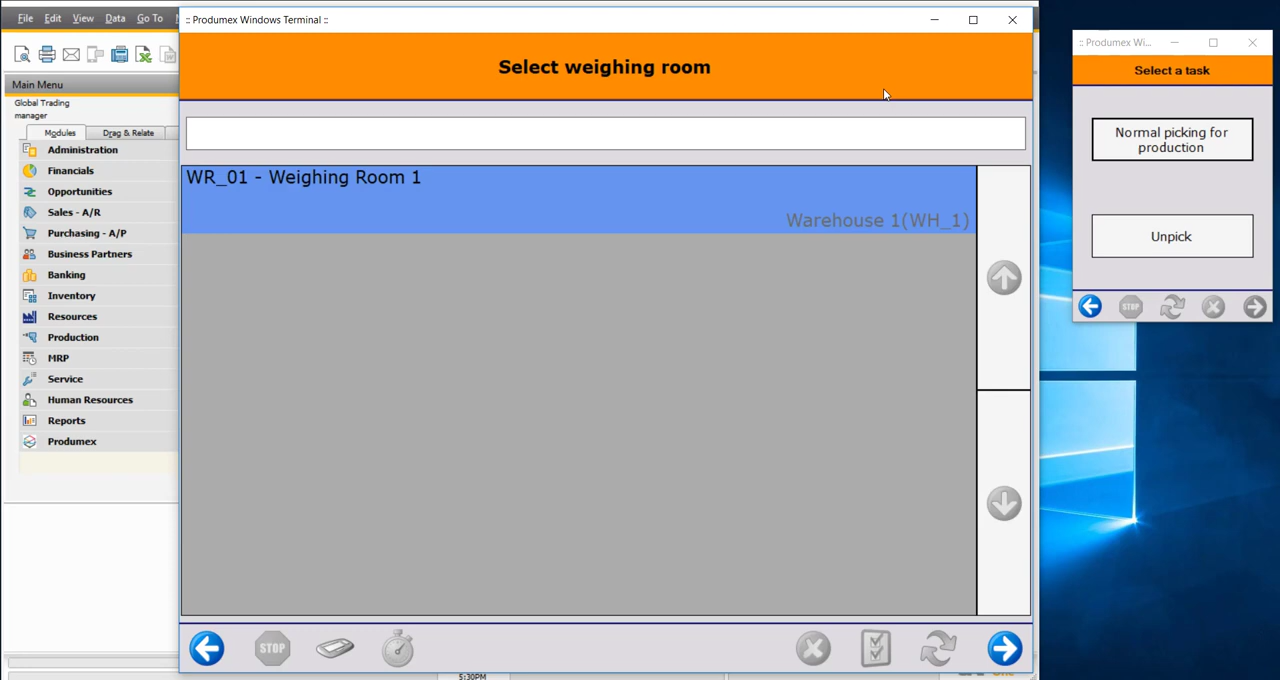 File Edit View Data Go To
:: Produmex Windows Terminal ::
Select weighing room
Main Menu
Global Trading
manager
Modules Drag & Relate
Administration
Financials
Opportunities
Sales - A/R
Purchasing - A/P
Business Partners
Banking
Inventory
Resources
Production
MRP
Service
Human Resources
Reports
Produmex
WR_01 - Weighing Room 1
Warehouse 1(WH_1)
STOP
5:30PM
:: Produmex Wi...
Select a task
Normal picking for
production
Unpick
STOP